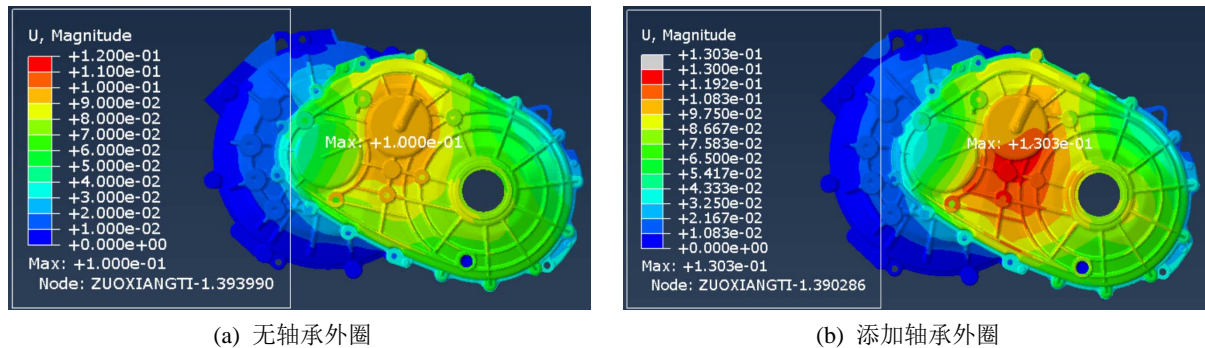 U, Magnitude
+1.200e-01
+1.100e-01
+1.000e-01
+9.000e-02
+8.000e-02
+7.000e-02
+6.000e-02
+5.000e-02
+4.000e-02
+3.000e-02
+2.000e-02
+1.000e-02
+0.000e+00
Max: +1.000e-01
Node: ZUOXIANGTI-1.393990
Max: +1.000e-01
(a) 无轴承外圈
U, Magnitude
+1.303e-01
+1.300e-01
+1.192e-01
+1.083e-01
+9.750e-02
+8.667e-02
+7.583e-02
+6.500e-02
+5.417e-02
+4.333e-02
+3.250e-02
+2.167e-02
+1.083e-02
+0.000e+00
Max: +1.303e-01
Node: ZUOXIANGTI-1.390286
Max: +1.303e-01
(b) 添加轴承外圈